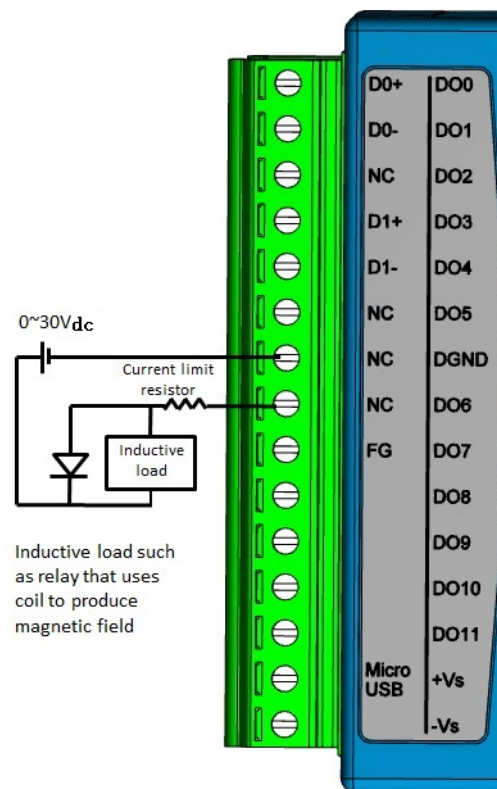 D0+ DO0
D0- DO1
NC DO2
D1+ DO3
D1- DO4
NC DO5
0~30Vdc
NC DGND
Current limit
resistor
NC DO6
FG DO7
Inductive
load
DO8
DO9
Inductive load such
as relay that uses
coil to produce
magnetic field
DO10
DO11
Micro
USB
+Vs
-Vs